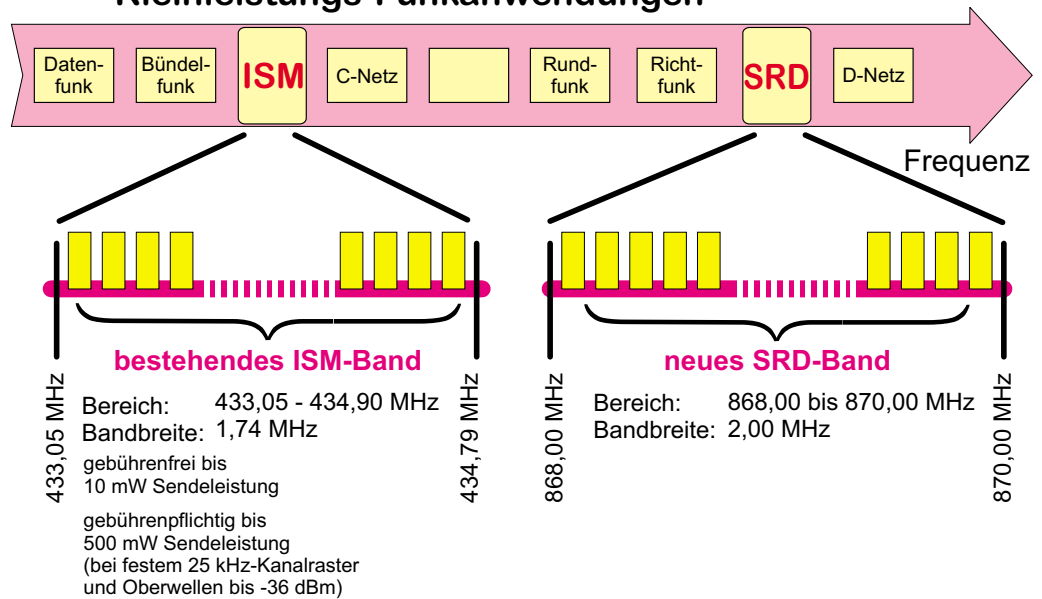 Kleinleistungs-Funkanwendungen
Daten-
funk
Bündel-
funk
ISM
C-Netz
Rund-
funk
Richt-
funk
SRD
D-Netz
Frequenz
bestehendes ISM-Band
433,05 MHz
434,79 MHz
Bereich: 433,05 - 434,90 MHz
Bandbreite: 1,74 MHz
gebührenfrei bis
10 mW Sendeleistung
gebührenpflichtig bis
500 mW Sendeleistung
(bei festem 25 kHz-Kanalraster
und Oberwellen bis -36 dBm)
neues SRD-Band
868,00 MHz
870,00 MHz
Bereich: 868,00 bis 870,00 MHz
Bandbreite: 2,00 MHz